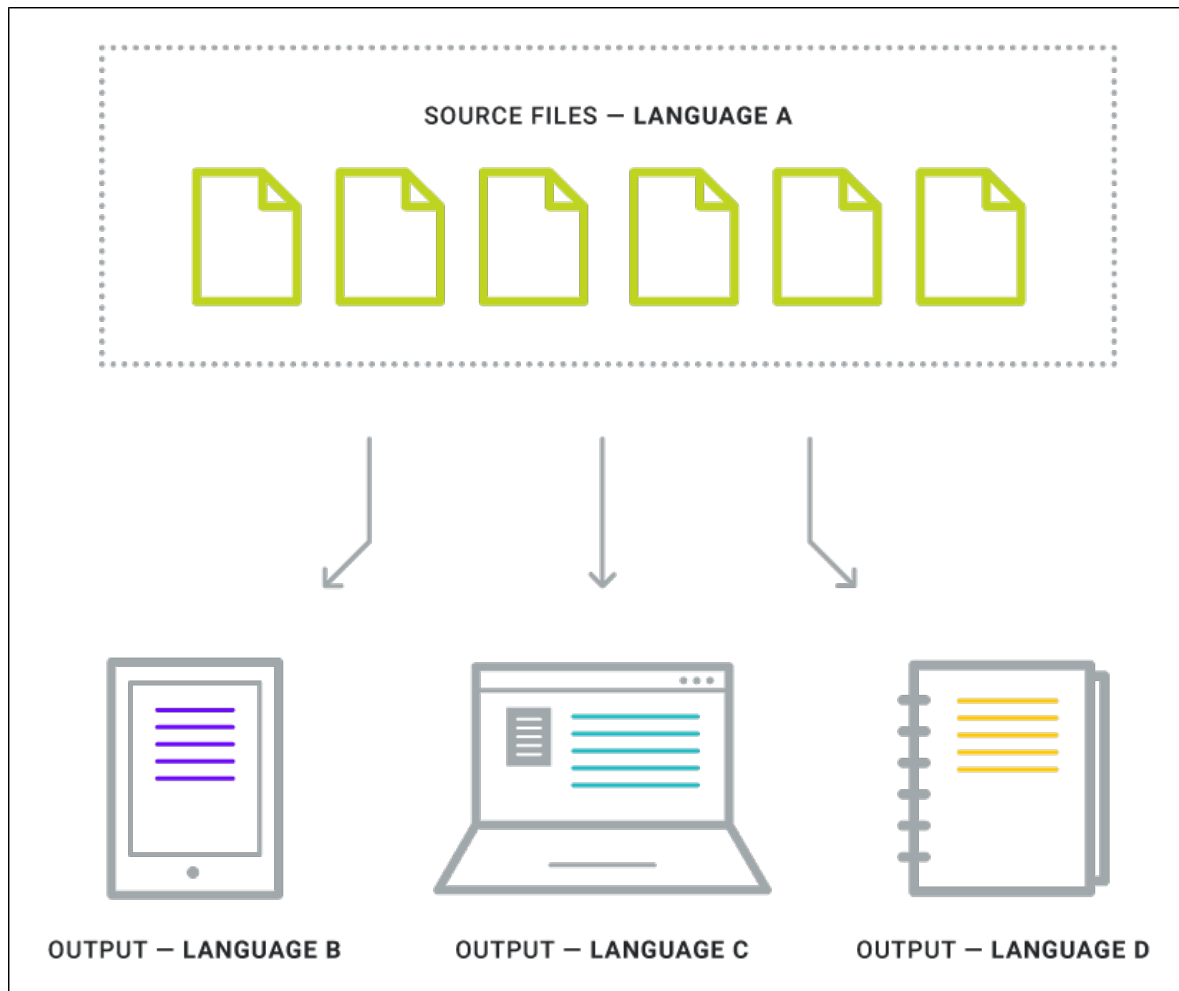 SOURCE FILES — LANGUAGE A
OUTPUT — LANGUAGE B
OUTPUT — LANGUAGE C
OUTPUT — LANGUAGE D